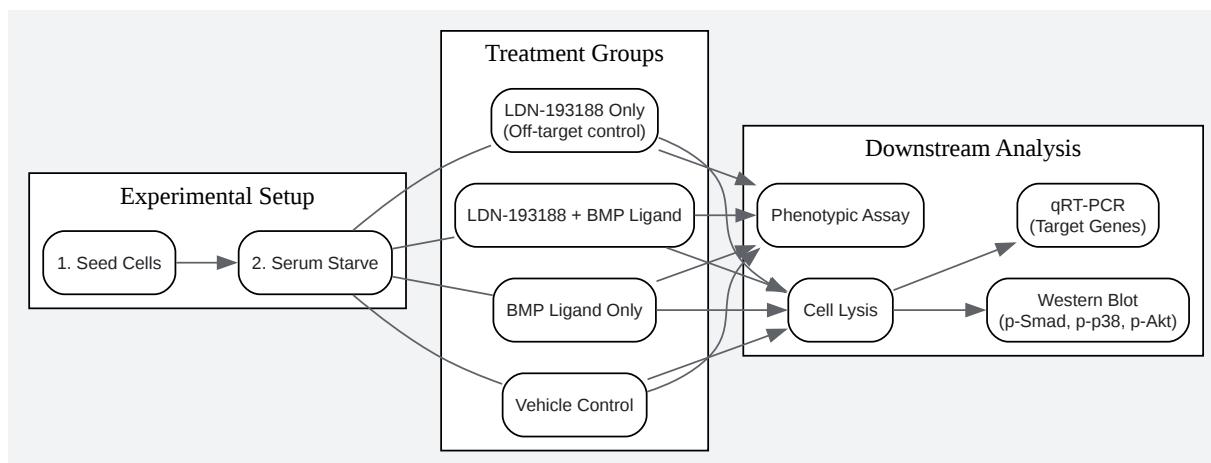 Experimental Setup
1. Seed Cells
2. Serum Starve
Treatment Groups
LDN-193188 Only
(Off-target control)
LDN-193188 + BMP Ligand
BMP Ligand Only
Vehicle Control
Downstream Analysis
Phenotypic Assay
Cell Lysis
qRT-PCR
(Target Genes)
Western Blot
(p-Smad, p-p38, p-Akt)